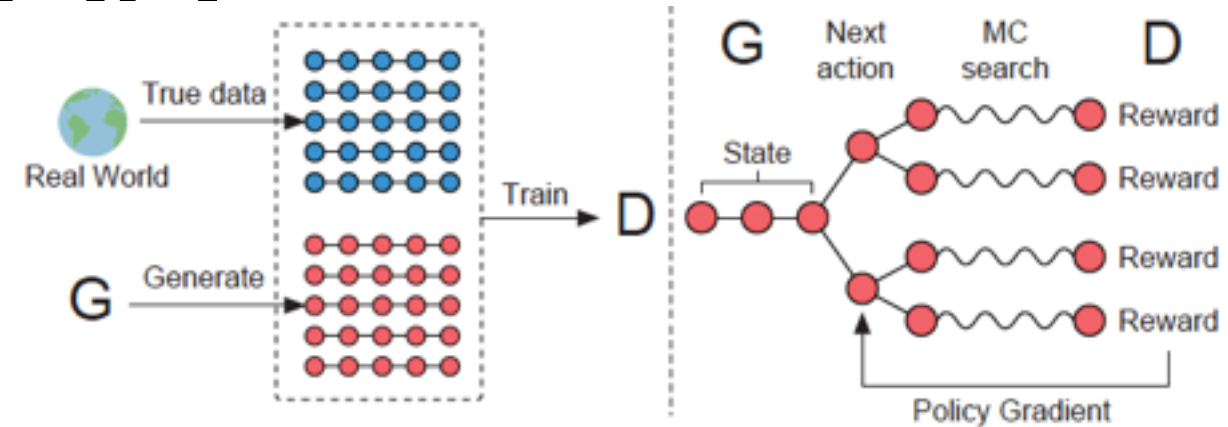 True data
Real World
G
Generate
Train
D
G
Next
action
MC
search
D
State
Reward
Reward
Reward
Reward
Policy Gradient